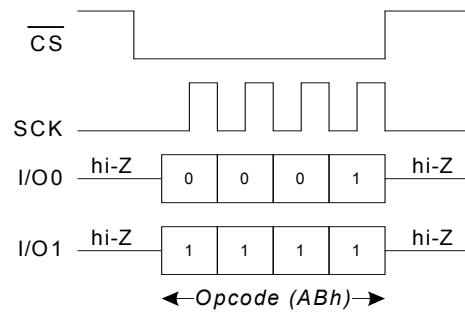 CS
SCK
I/O0 hi-Z 0 0 0 1 hi-Z
I/O1 hi-Z 1 1 1 1 hi-Z
Opcode (ABh)